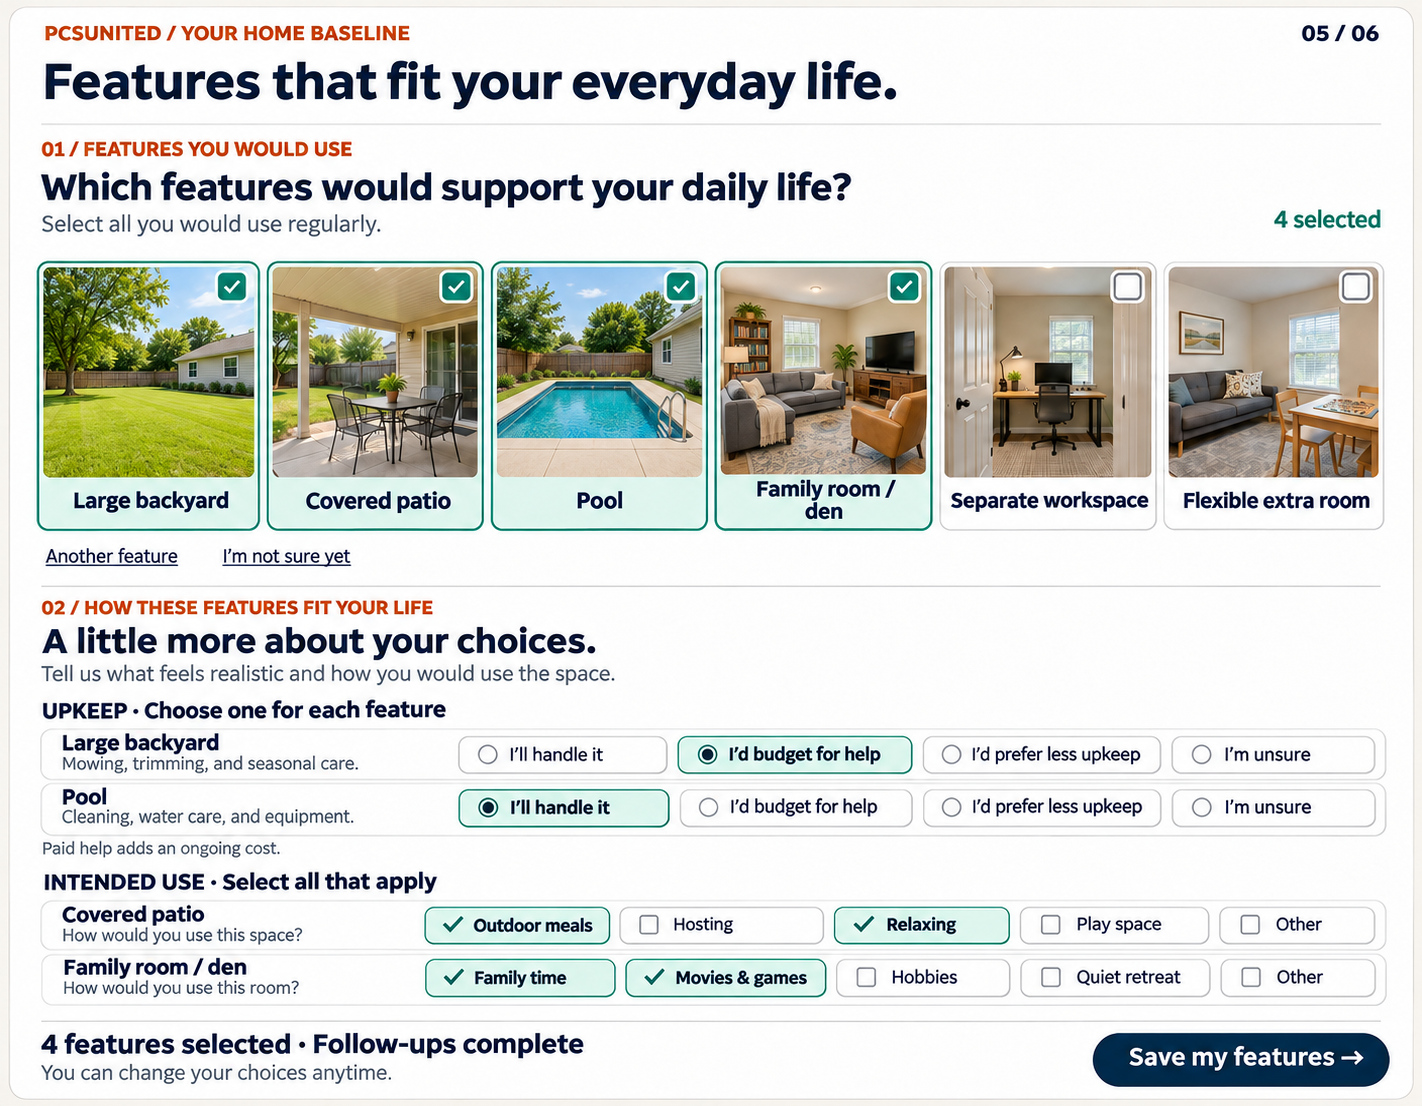 PCSUNITED / YOUR HOME BASELINE
05 / 06
Features that fit your everyday life.
01 / FEATURES YOU WOULD USE
Which features would support your daily life?
Select all you would use regularly.
4 selected
Large backyard
Covered patio
Pool
Family room /
den
Separate workspace
Flexible extra room
Another feature
I'm not sure yet
02 / HOW THESE FEATURES FIT YOUR LIFE
A little more about your choices.
Tell us what feels realistic and how you would use the space.
UPKEEP · Choose one for each feature
Large backyard
Mowing, trimming, and seasonal care.
I'll handle it
I'd budget for help
I'd prefer less upkeep
I'm unsure
Pool
Cleaning, water care, and equipment.
I'll handle it
I'd budget for help
I'd prefer less upkeep
I'm unsure
Paid help adds an ongoing cost.
INTENDED USE · Select all that apply
Covered patio
How would you use this space?
Outdoor meals
Hosting
Relaxing
Play space
Other
Family room / den
How would you use this room?
Family time
Movies & games
Hobbies
Quiet retreat
Other
4 features selected · Follow-ups complete
You can change your choices anytime.
Save my features →